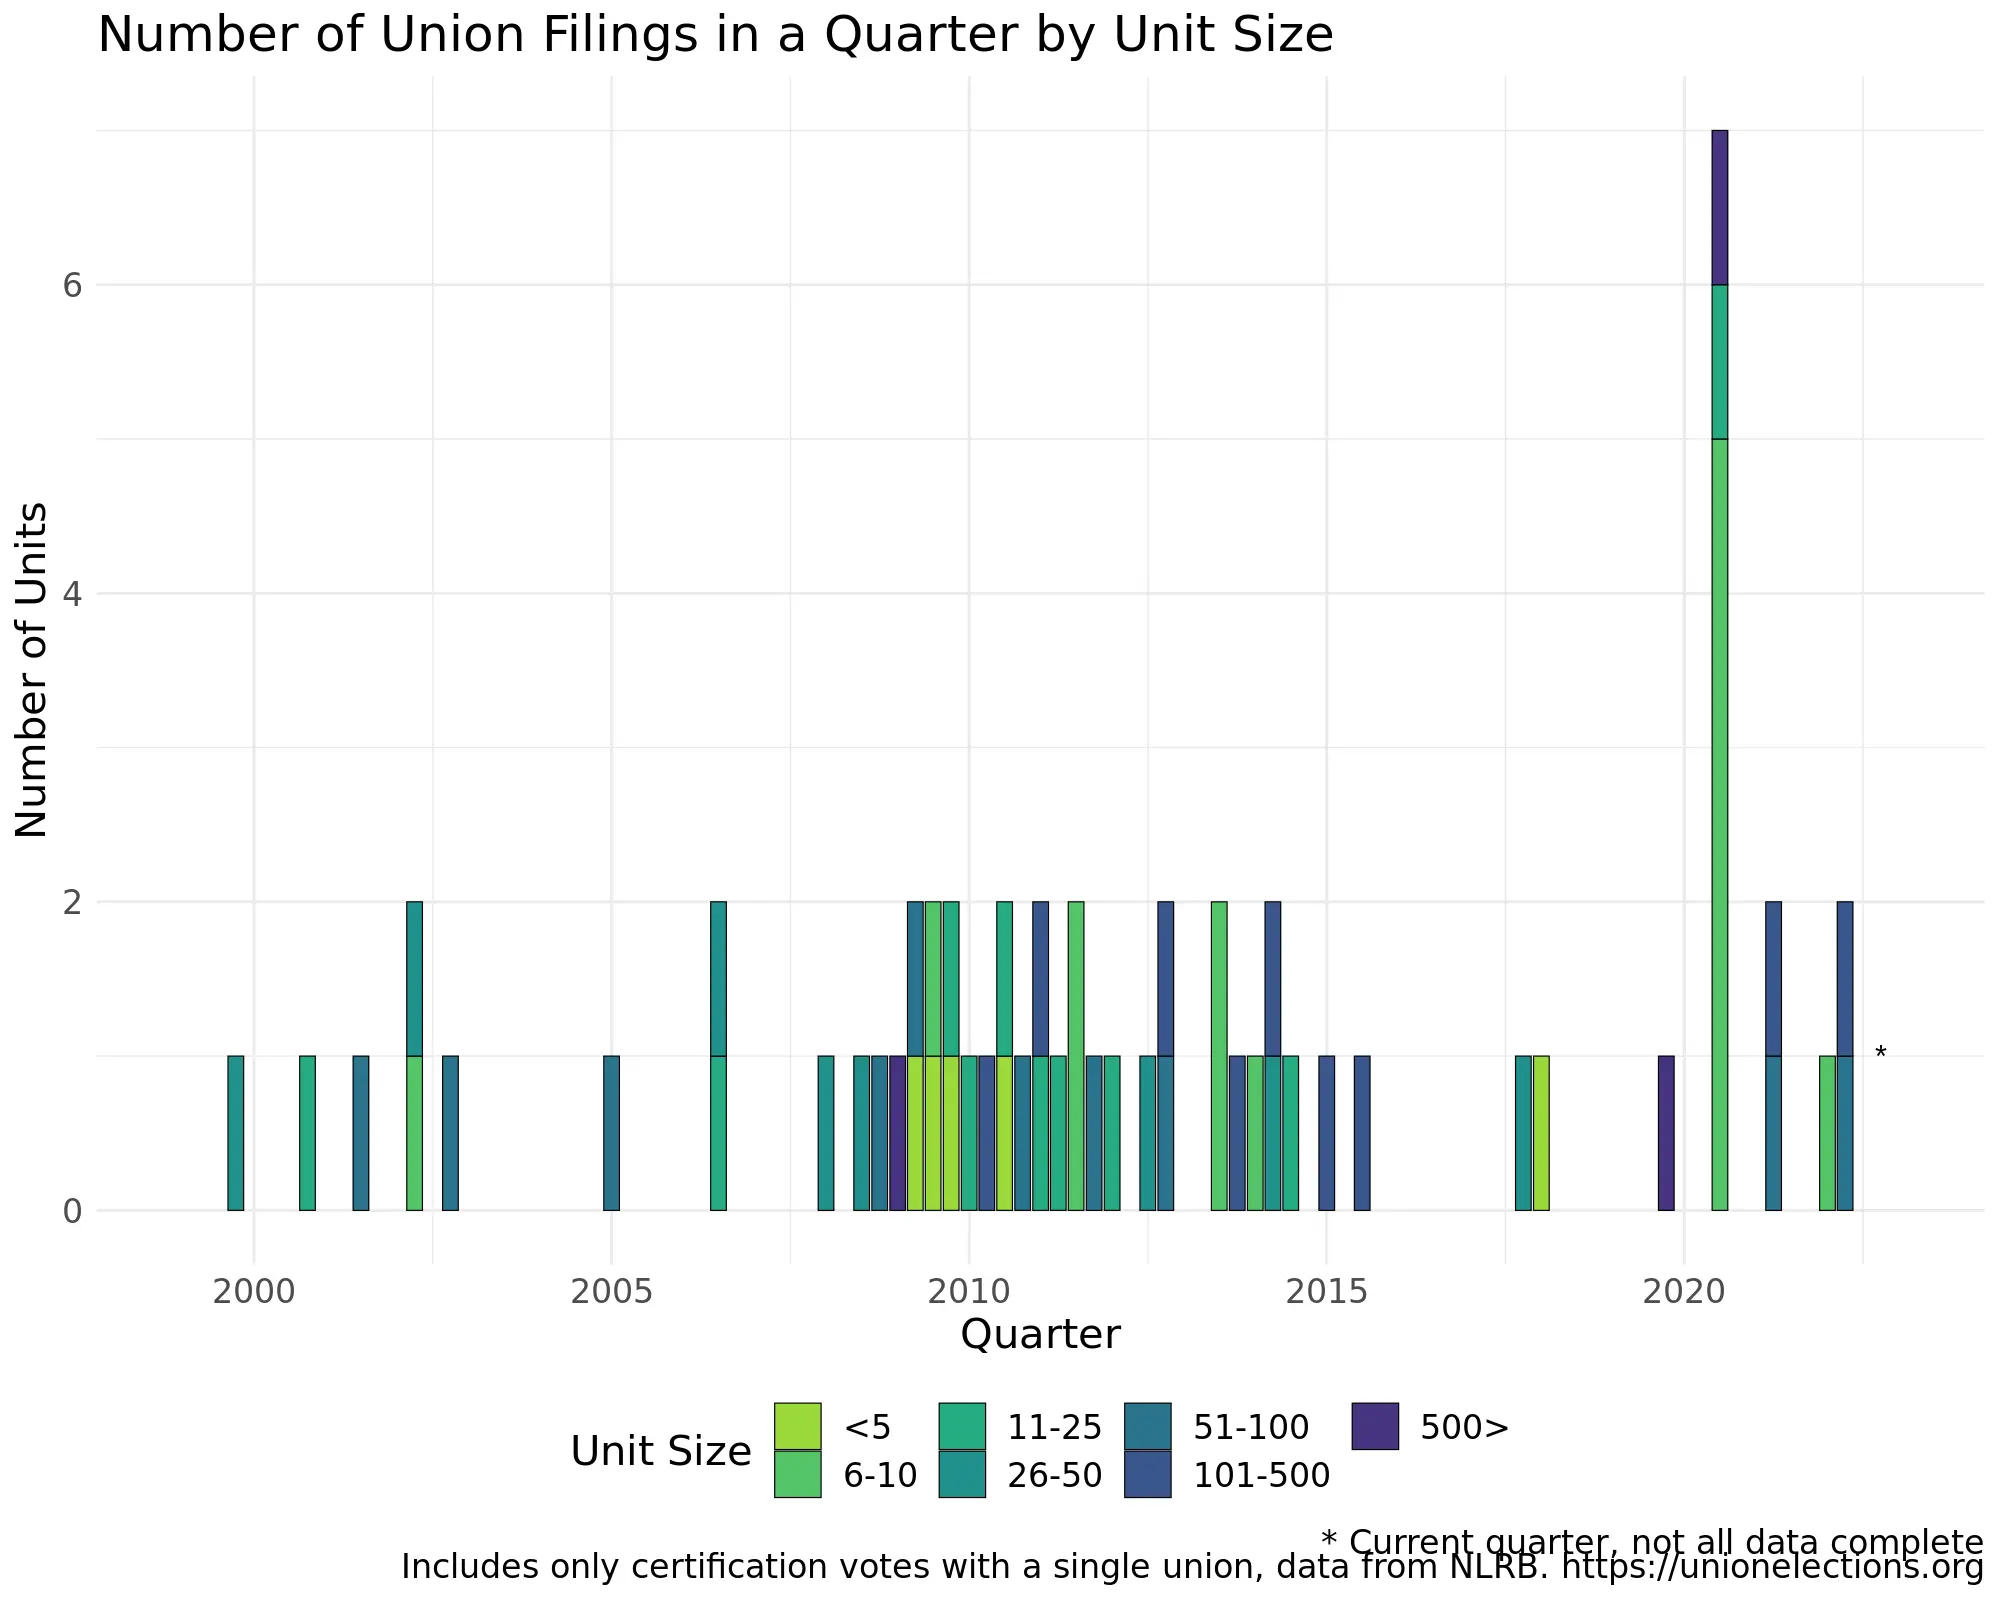 Number of Union Filings in a Quarter by Unit Size
Number of Units
6
4
2
0
*
2000 2005 2010 2015 2020
Quarter
Unit Size
<5 11-25 51-100 500>
6-10 26-50 101-500
* Current quarter, not all data complete
Includes only certification votes with a single union, data from NLRB. https://unionelections.org